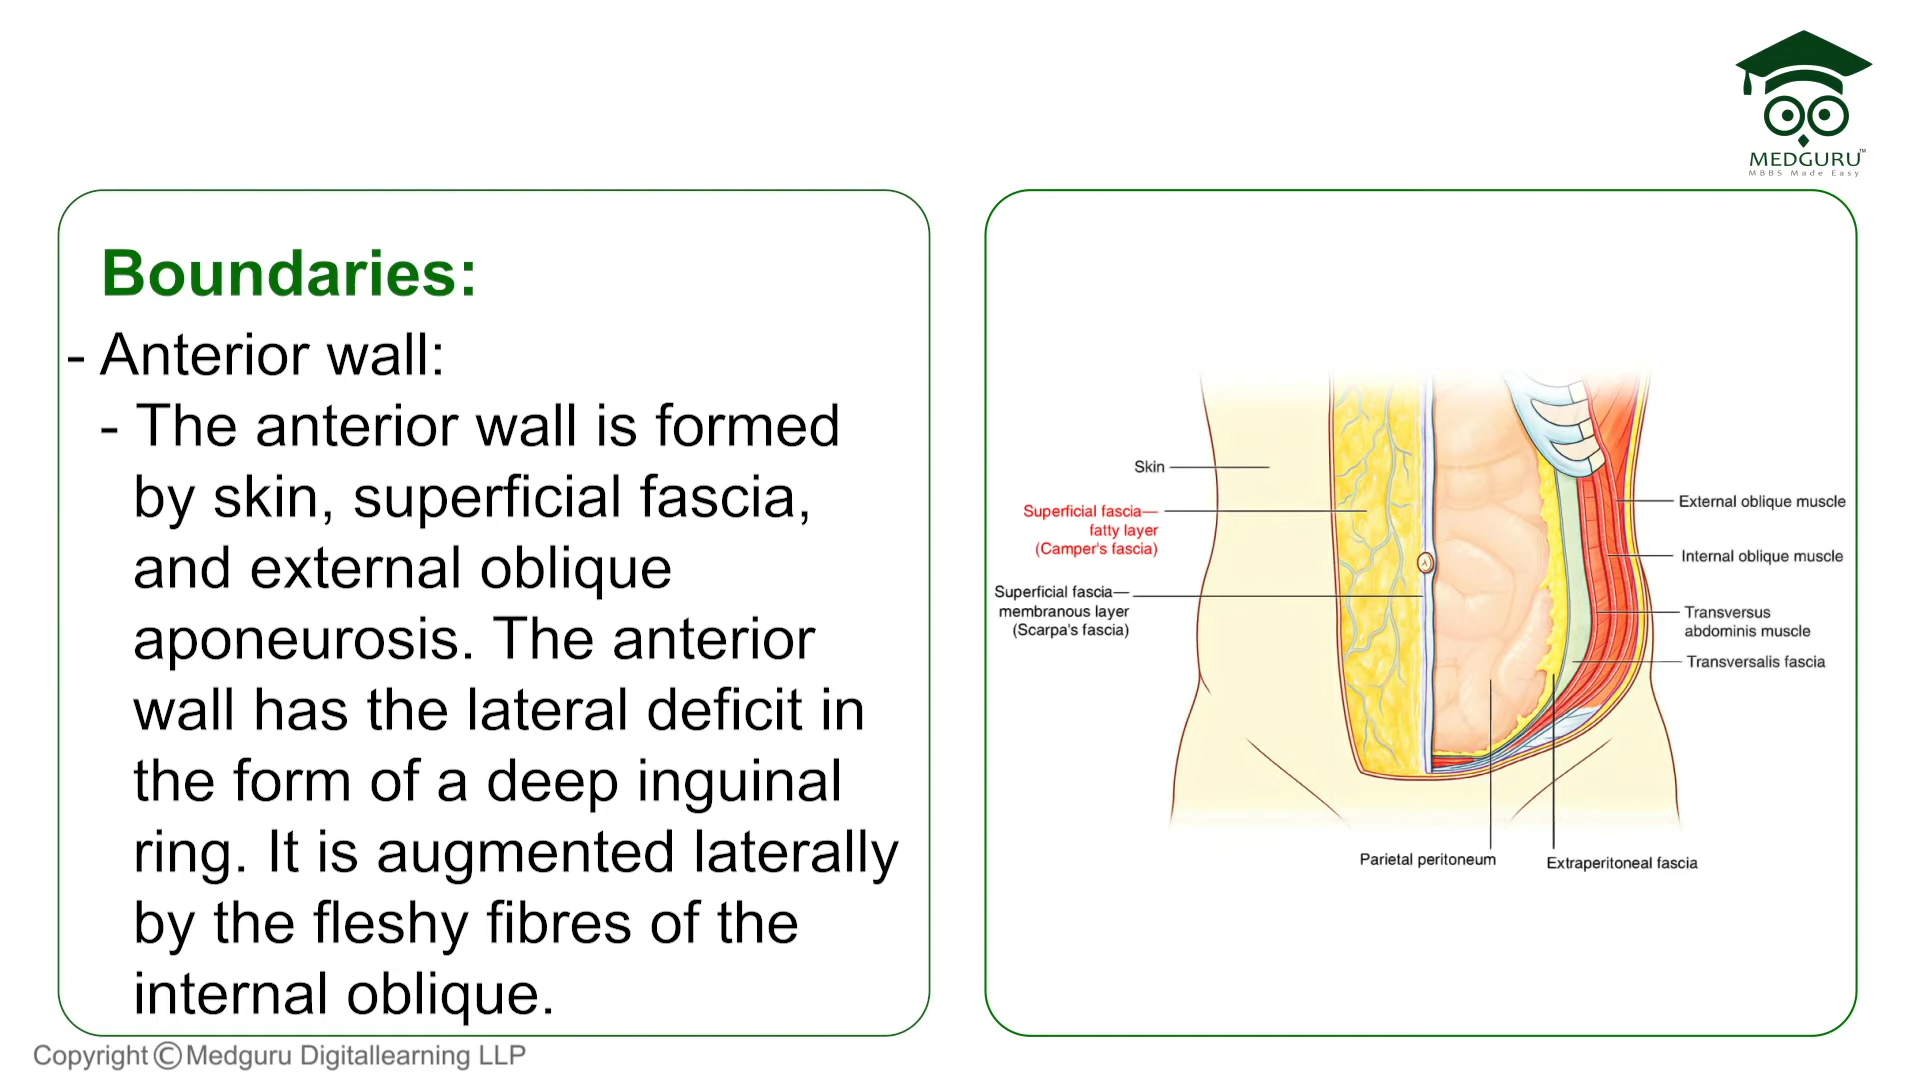 MEDGURU™
MBBS Made Easy
Boundaries:
- Anterior wall:
- The anterior wall is formed
by skin, superficial fascia,
and external oblique
aponeurosis. The anterior
wall has the lateral deficit in
the form of a deep inguinal
ring. It is augmented laterally
by the fleshy fibres of the
internal oblique.
Skin
Superficial fascia—
fatty layer
(Camper's fascia)
Superficial fascia—
membranous layer
(Scarpa's fascia)
External oblique muscle
Internal oblique muscle
Transversus
abdominis muscle
Transversalis fascia
Parietal peritoneum
Extraperitoneal fascia
Copyright © Medguru Digitallearning LLP